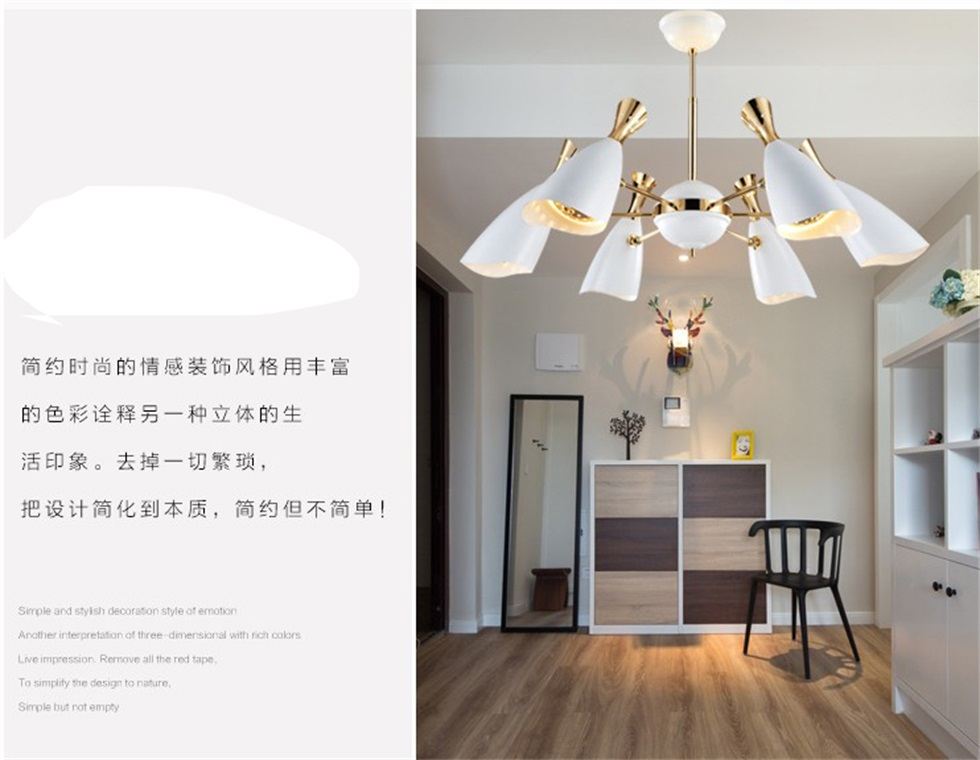 简约时尚的情感装饰风格用丰富
的色彩诠释另一种立体的生
活印象。去掉一切繁琐，
把设计简化到本质，简约但不简单！
Simple and stylish decoration style of emotion
Another interpretation of three-dimensional with rich colors
Live impression. Remove all the red tape,
To simplify the design to nature,
Simple but not empty